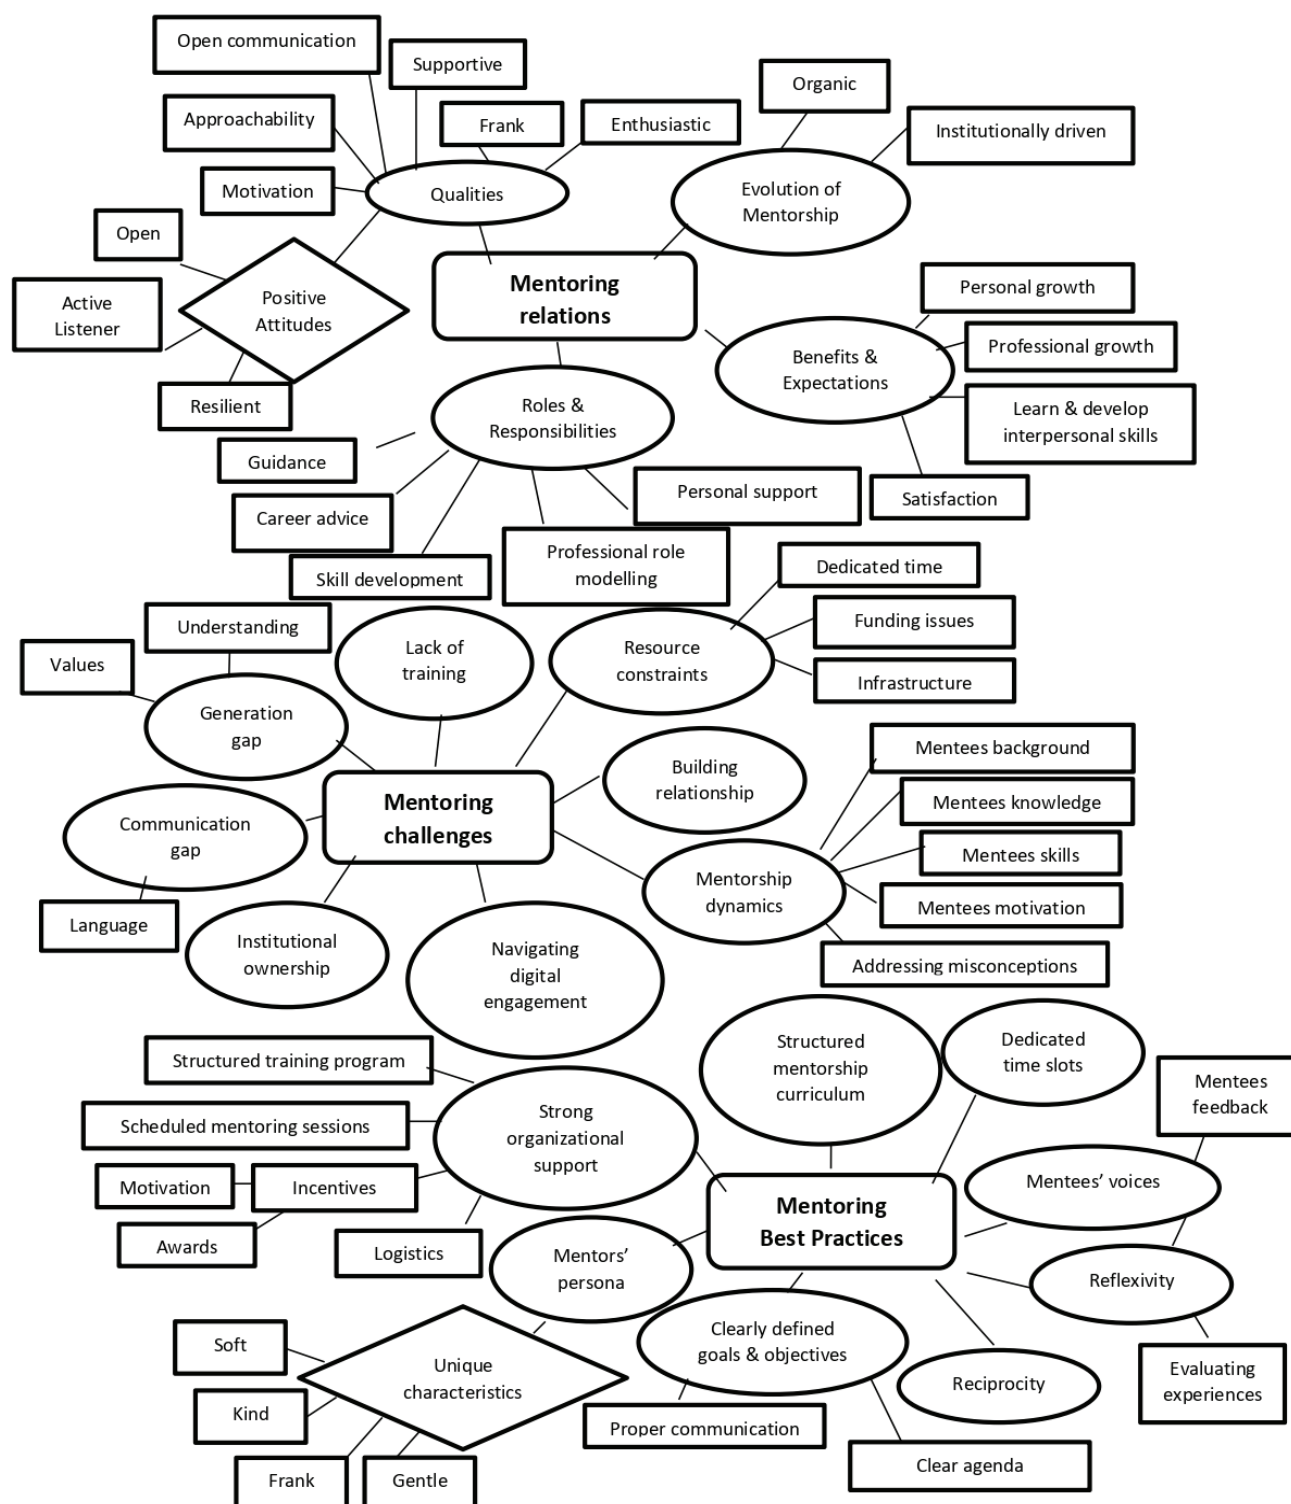 Open communication
Supportive
Organic
Approachability
Frank
Enthusiastic
Institutionally driven
Motivation
Qualities
Evolution of
Mentorship
Open
Mentoring
relations
Active
Listener
Positive
Attitudes
Personal growth
Professional growth
Benefits &
Expectations
Resilient
Roles &
Responsibilities
Learn & develop
interpersonal skills
Guidance
Personal support
Satisfaction
Career advice
Professional role
modelling
Skill development
Dedicated time
Understanding
Lack of
training
Resource
constraints
Funding issues
Values
Infrastructure
Generation
gap
Building
relationship
Mentees background
Mentoring
challenges
Mentees knowledge
Communication
gap
Mentees skills
Mentorship
dynamics
Mentees motivation
Language
Institutional
ownership
Navigating
digital
engagement
Addressing misconceptions
Structured training program
Structured
mentorship
curriculum
Dedicated
time slots
Mentees
feedback
Scheduled mentoring sessions
Strong
organizational
support
Motivation
Incentives
Mentees’ voices
Mentoring
Best Practices
Awards
Logistics
Mentors’
persona
Reflexivity
Soft
Clearly defined
goals & objectives
Unique
characteristics
Reciprocity
Evaluating
experiences
Kind
Proper communication
Frank
Gentle
Clear agenda